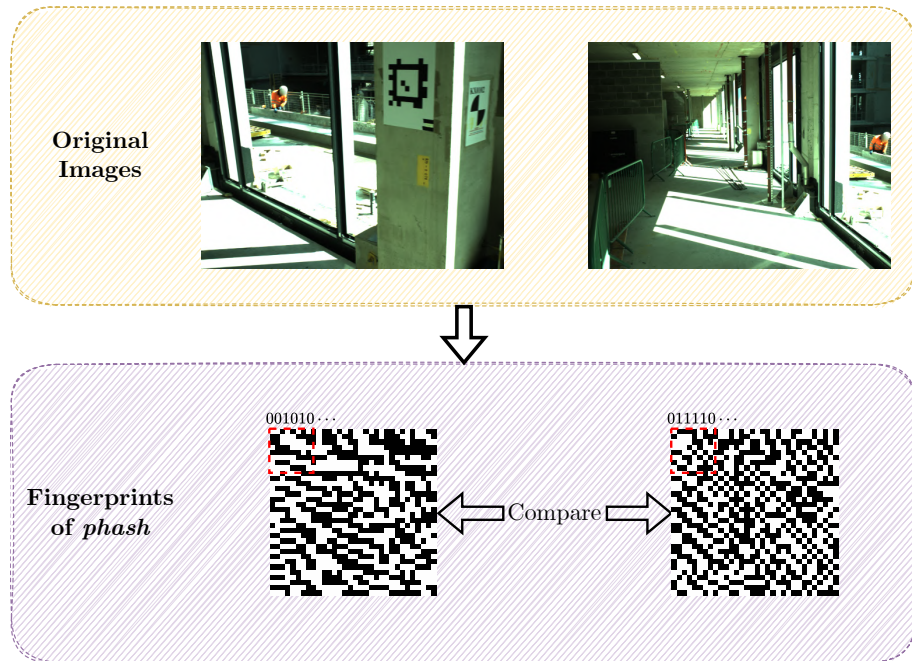 Original
Images
001010···
011110···
Fingerprints
of phash
Compare